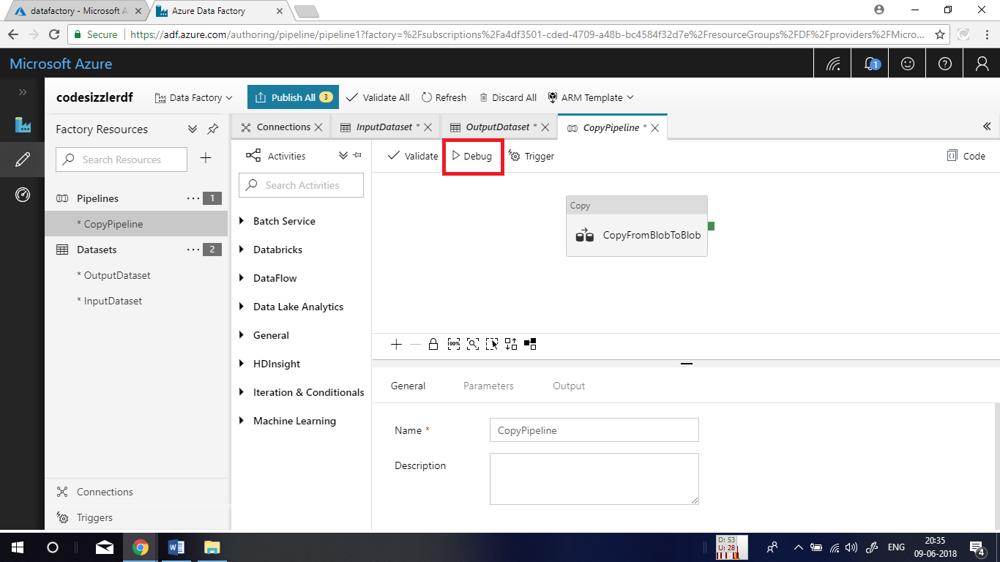 datafactory - Microsoft A
Azure Data Factory
Secure
https://adf.azure.com/authoring/pipeline/pipeline1?factory=%2Fsubscriptions%2Fa4df3501-cded-4709-a48b-bc4584f32d7e%2FresourceGroups%2FDF%2Fproviders%2FMicro...
Microsoft Azure
1
codesizzlerdf
Data Factory
Publish All 3
Validate All
Refresh
Discard All
ARM Template
Factory Resources
Connections
InputDataset *
OutputDataset *
CopyPipeline *
Search Resources
Activities
Validate
Debug
Trigger
Code
Search Activities
Pipelines ... 1
* CopyPipeline
Datasets ... 2
* OutputDataset
* InputDataset
Batch Service
Databricks
DataFlow
Data Lake Analytics
General
HDInsight
Iteration & Conditionals
Machine Learning
Copy
CopyFromBlobToBlob
100%
General
Parameters
Output
Name *
CopyPipeline
Description
Connections
Triggers
D: 53
U: 28
ENG
20:35
09-06-2018
4